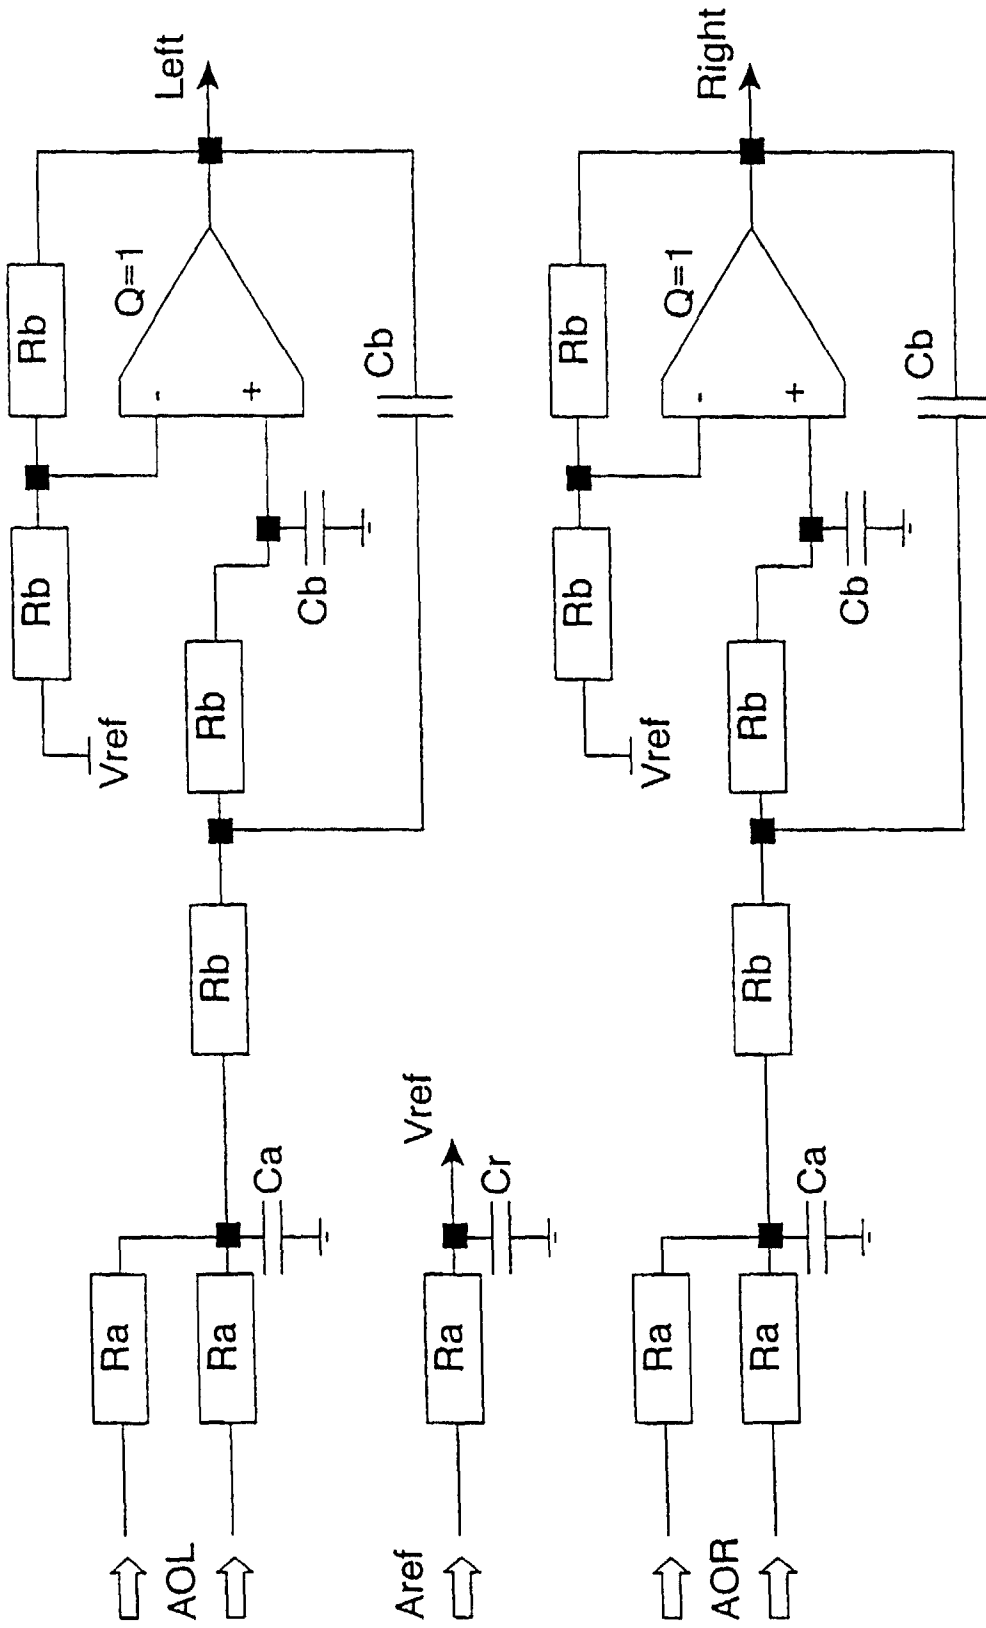 Rb
Rb
Vref
Q=1
Left
Ra
AOL
Ra
Rb
Rb
-
+
Ca
Cb
Cb
Aref
Ra
Vref
Cr
Rb
Rb
Vref
Q=1
Right
Ra
AOR
Ra
Rb
Rb
-
+
Ca
Cb
Cb